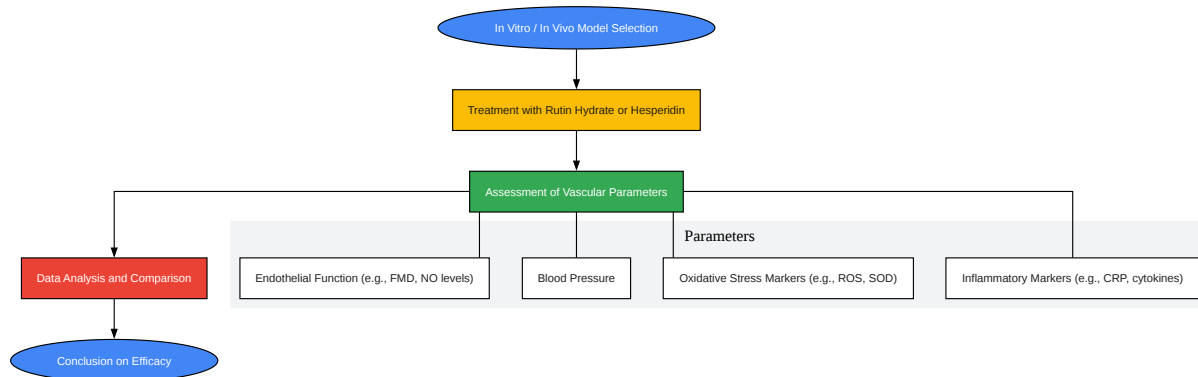 In Vitro / In Vivo Model Selection
Treatment with Rutin Hydrate or Hesperidin
Assessment of Vascular Parameters
Parameters
Data Analysis and Comparison
Endothelial Function (e.g., FMD, NO levels)
Blood Pressure
Oxidative Stress Markers (e.g., ROS, SOD)
Inflammatory Markers (e.g., CRP, cytokines)
Conclusion on Efficacy